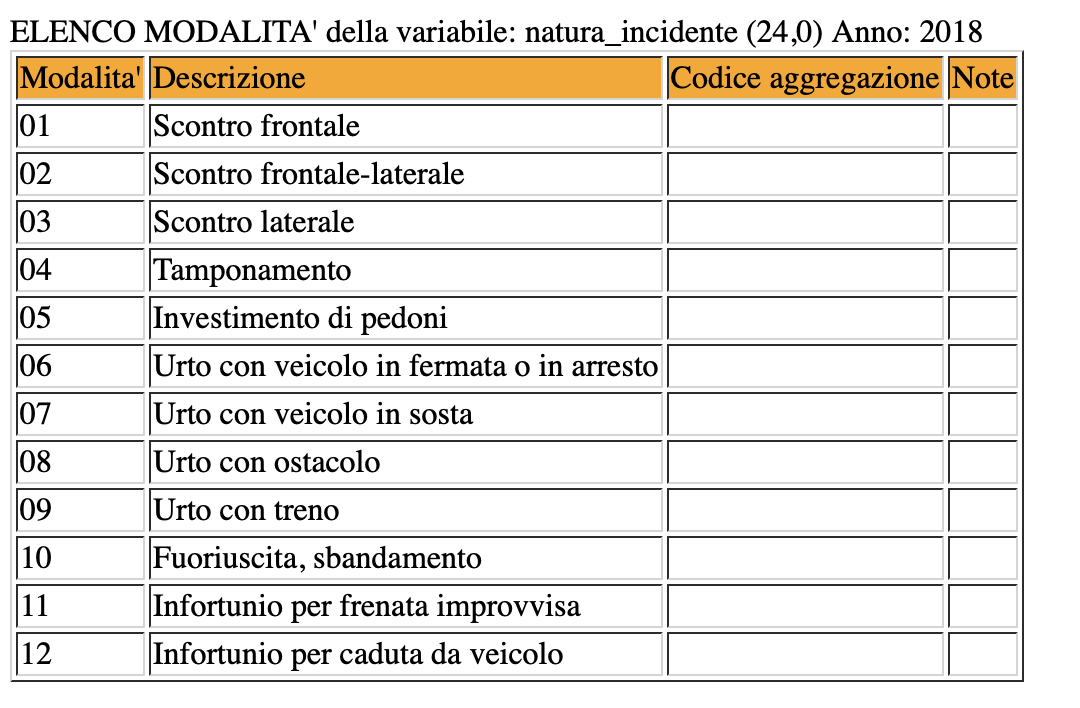 ELENCO MODALITA' della variabile: natura_incidente (24,0) Anno: 2018
Modalita' Descrizione Codice aggregazione Note
01 Scontro frontale
02 Scontro frontale-laterale
03 Scontro laterale
04 Tamponamento
05 Investimento di pedoni
06 Urto con veicolo in fermata o in arresto
07 Urto con veicolo in sosta
08 Urto con ostacolo
09 Urto con treno
10 Fuoriuscita, sbandamento
11 Infortunio per frenata improvvisa
12 Infortunio per caduta da veicolo